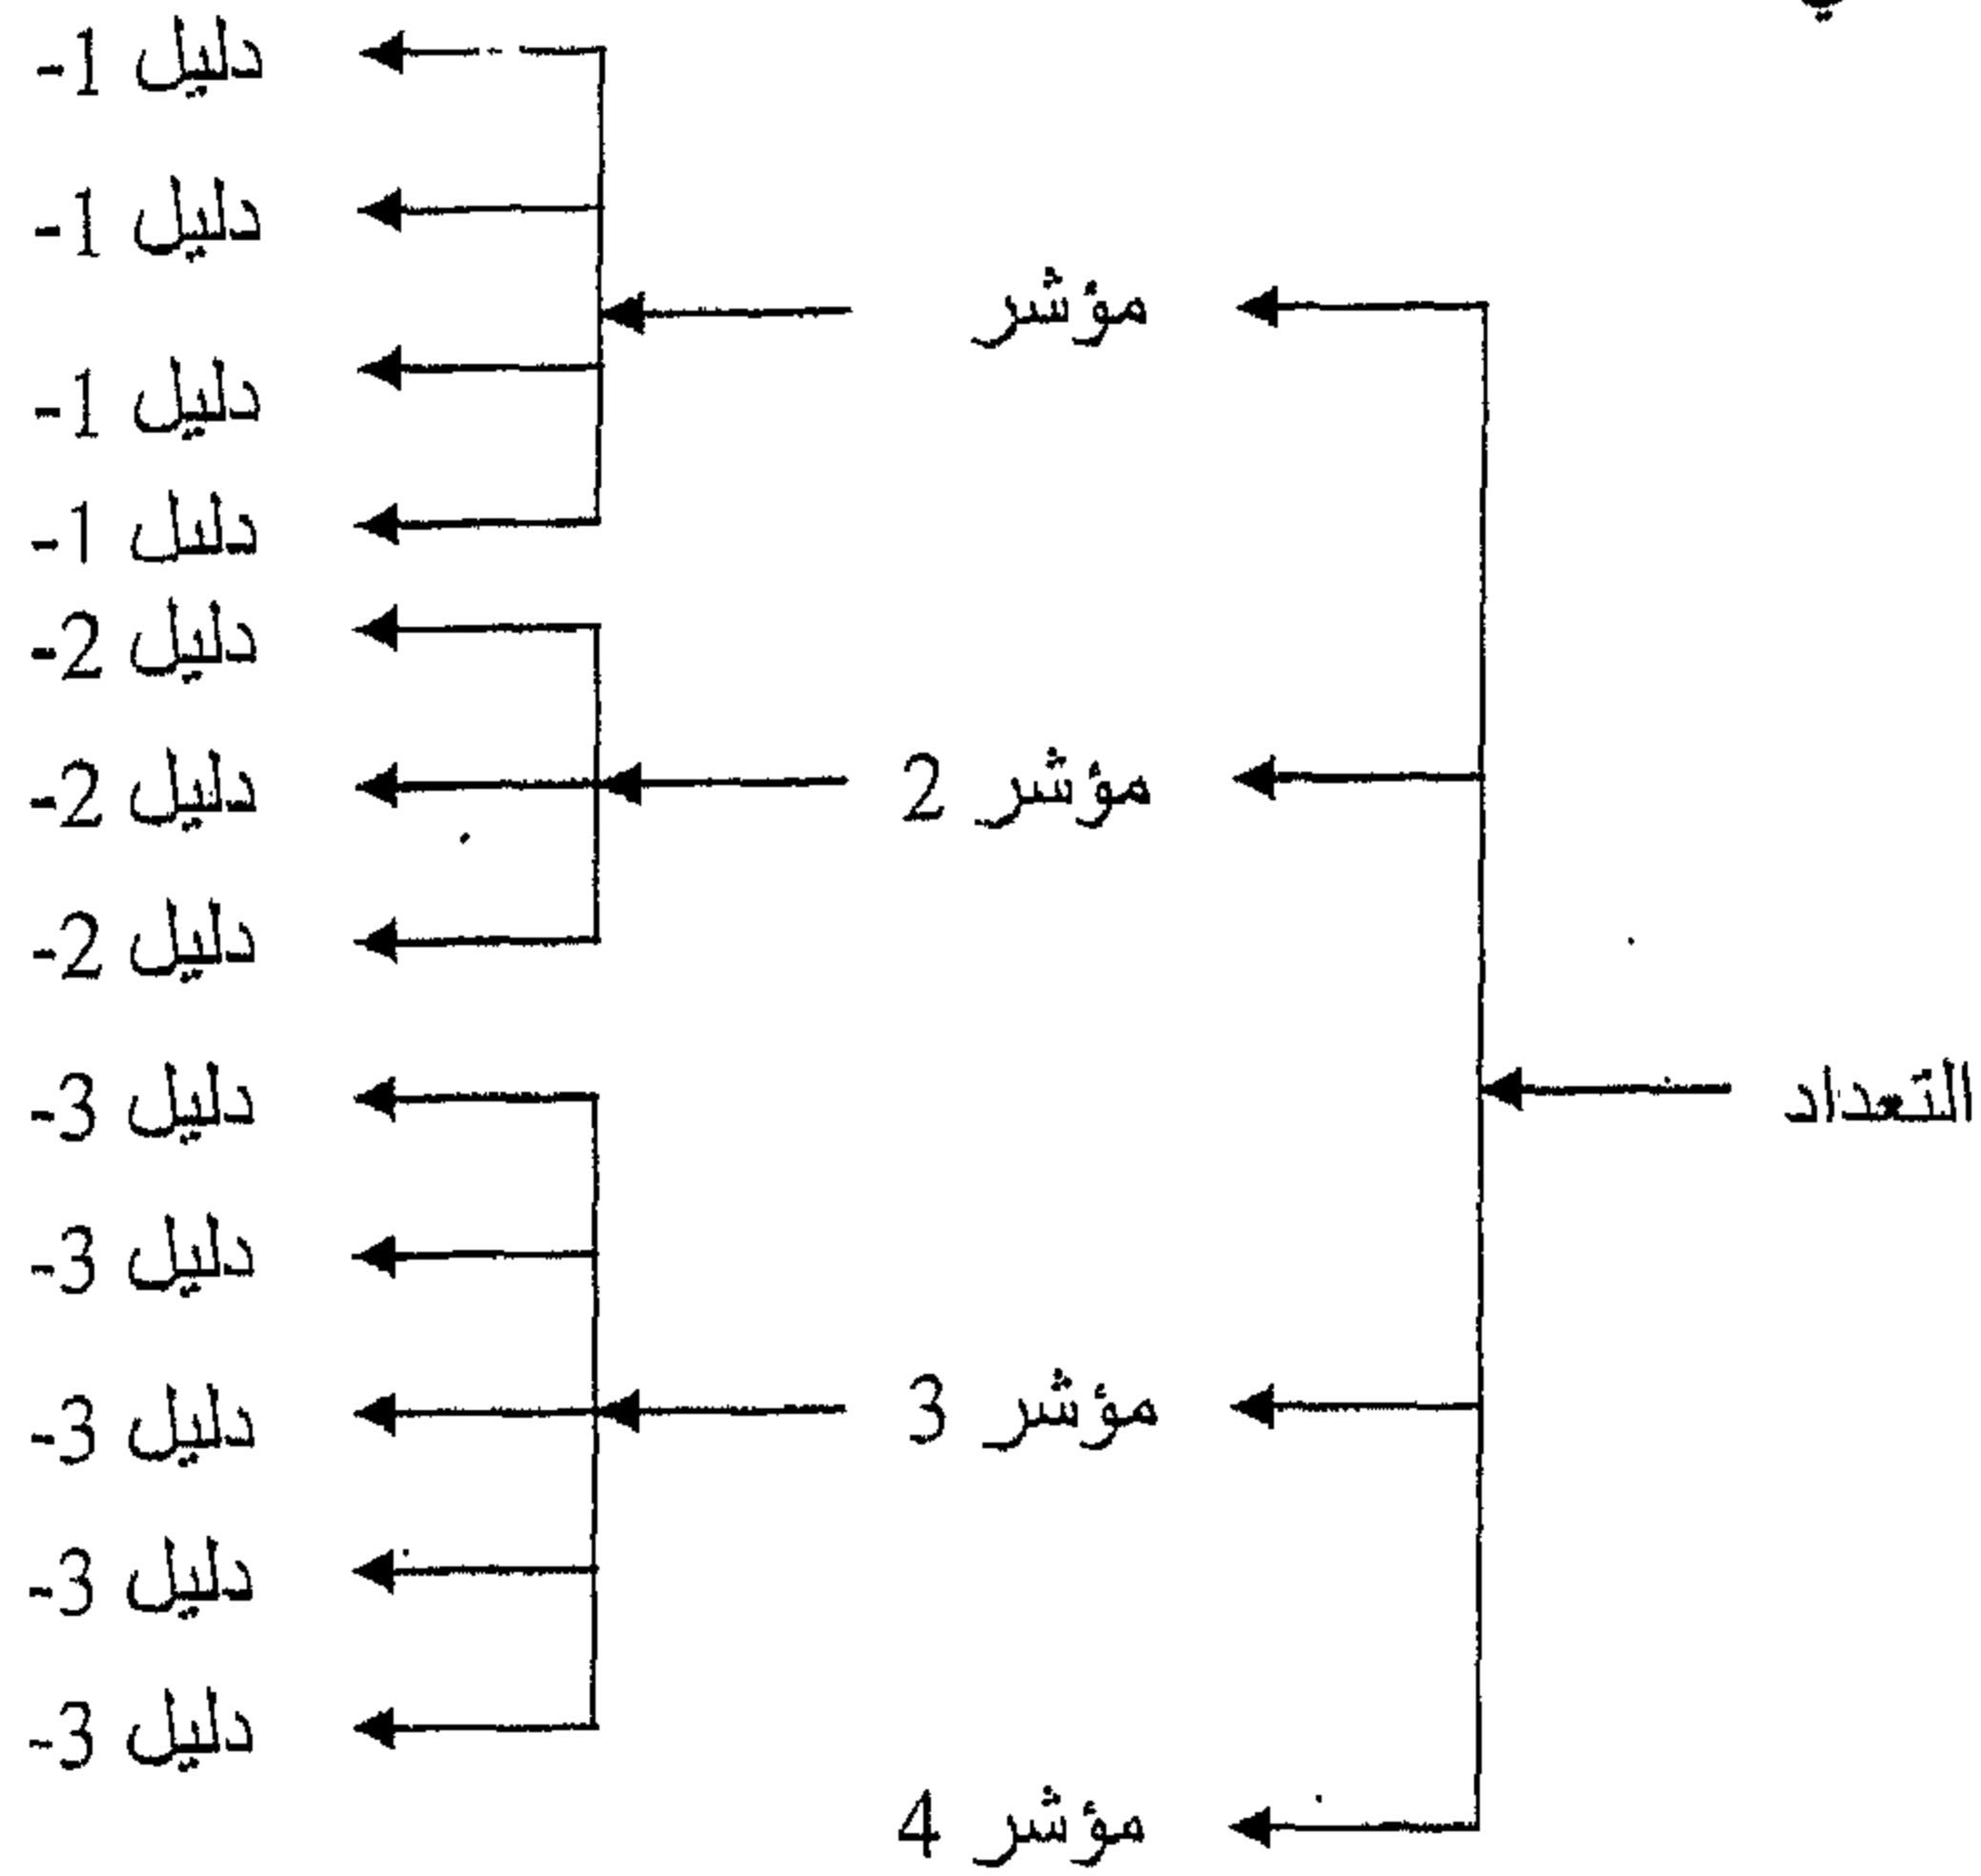 دليل 1-
دليل 1-
مؤشر
دليل 1-
دليل 1-
دليل 2-
مؤشر 2
دليل 2-
دليل 2-
التعداد
دليل 3-
دليل 3-
مؤشر 3
دليل 3-
دليل 3-
دليل 3-
مؤشر 4